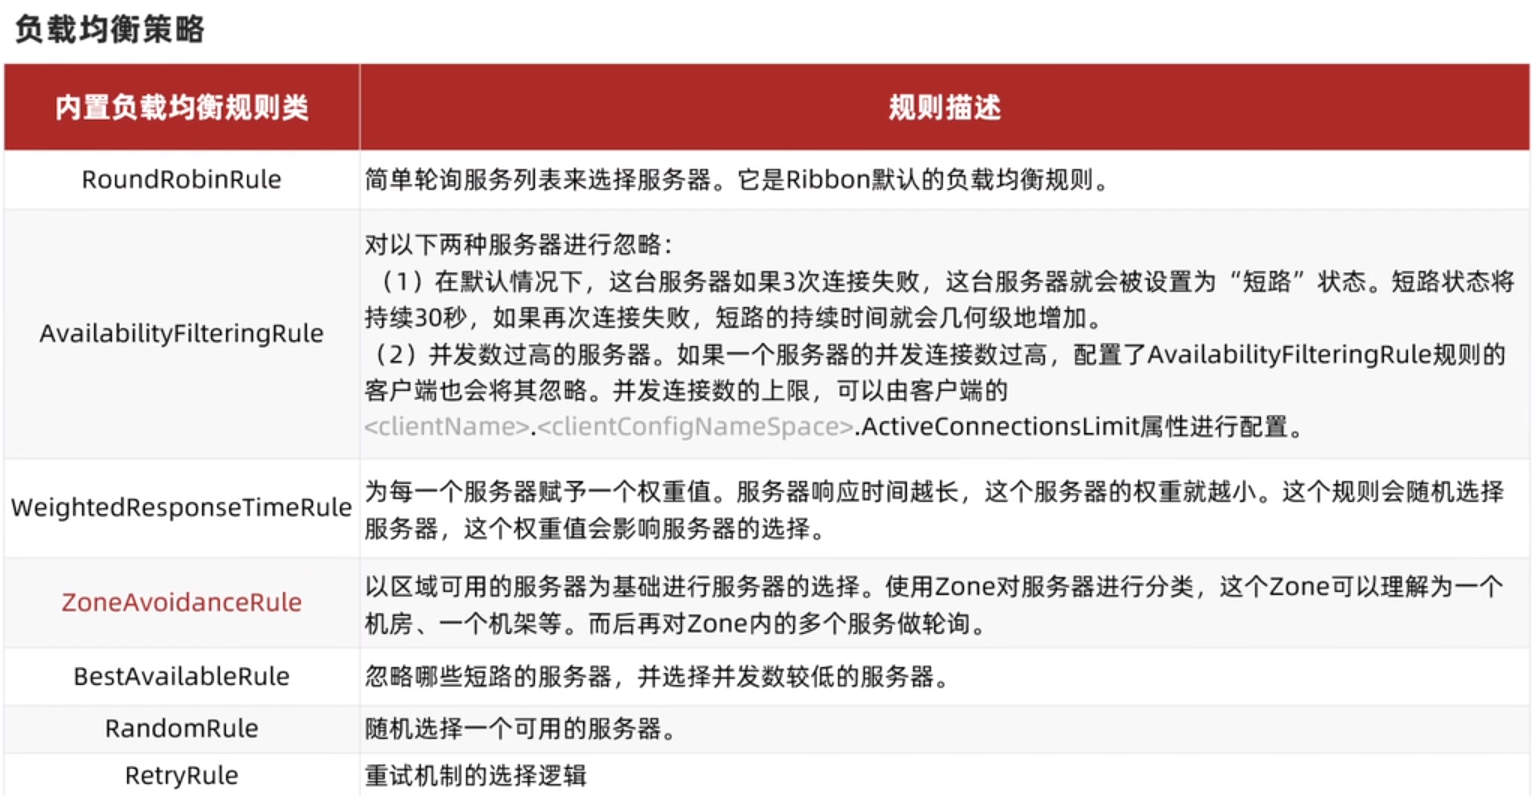 负载均衡策略
内置负载均衡规则类
规则描述
RoundRobinRule
简单轮询服务列表来选择服务器。它是Ribbon默认的负载均衡规则。
AvailabilityFilteringRule
对以下两种服务器进行忽略：
（1）在默认情况下，这台服务器如果3次连接失败，这台服务器就会被设置为“短路”状态。短路状态将
持续30秒，如果再次连接失败，短路的持续时间就会几何级地增加。
（2）并发数过高的服务器。如果一个服务器的并发连接数过高，配置了AvailabilityFilteringRule规则的
客户端也会将其忽略。并发连接数的上限，可以由客户端的
<clientName>.<clientConfigNameSpace>.ActiveConnectionsLimit属性进行配置。
WeightedResponseTimeRule
为每一个服务器赋予一个权重值。服务器响应时间越长，这个服务器的权重就越小。这个规则会随机选择
服务器，这个权重值会影响服务器的选择。
ZoneAvoidanceRule
以区域可用的服务器为基础进行服务器的选择。使用Zone对服务器进行分类，这个Zone可以理解为一个
机房、一个机架等。而后再对Zone内的多个服务做轮询。
BestAvailableRule
忽略哪些短路的服务器，并选择并发数较低的服务器。
RandomRule
随机选择一个可用的服务器。
RetryRule
重试机制的选择逻辑